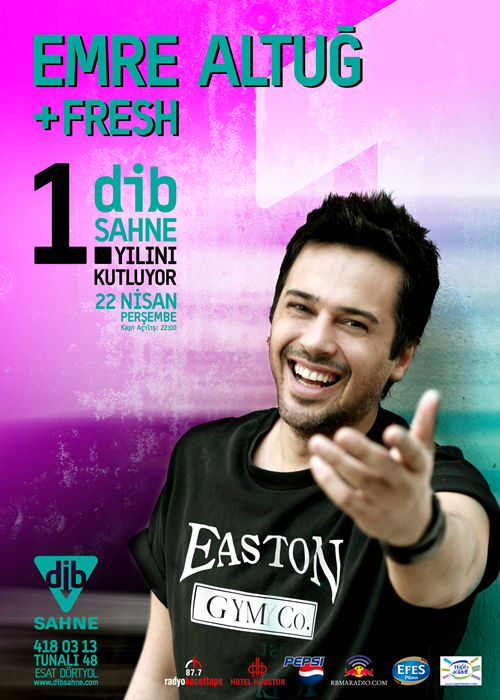 EMRE ALTUĞ
+FRESH
1.
dib
SAHNE
YILINI
KUTLUYOR
22 NİSAN
PERŞEMBE
Kapı Açılışı: 22:00
EASTON
GYM Co.
dib
SAHNE
418 03 13
TUNALI 48
ESAT DÖRTYOL
www.dibsahne.com
87.7
radyohacettepe
HOTEL HOUSTON
PEPSI
RBMARADIO.COM
EFES
Pilsen